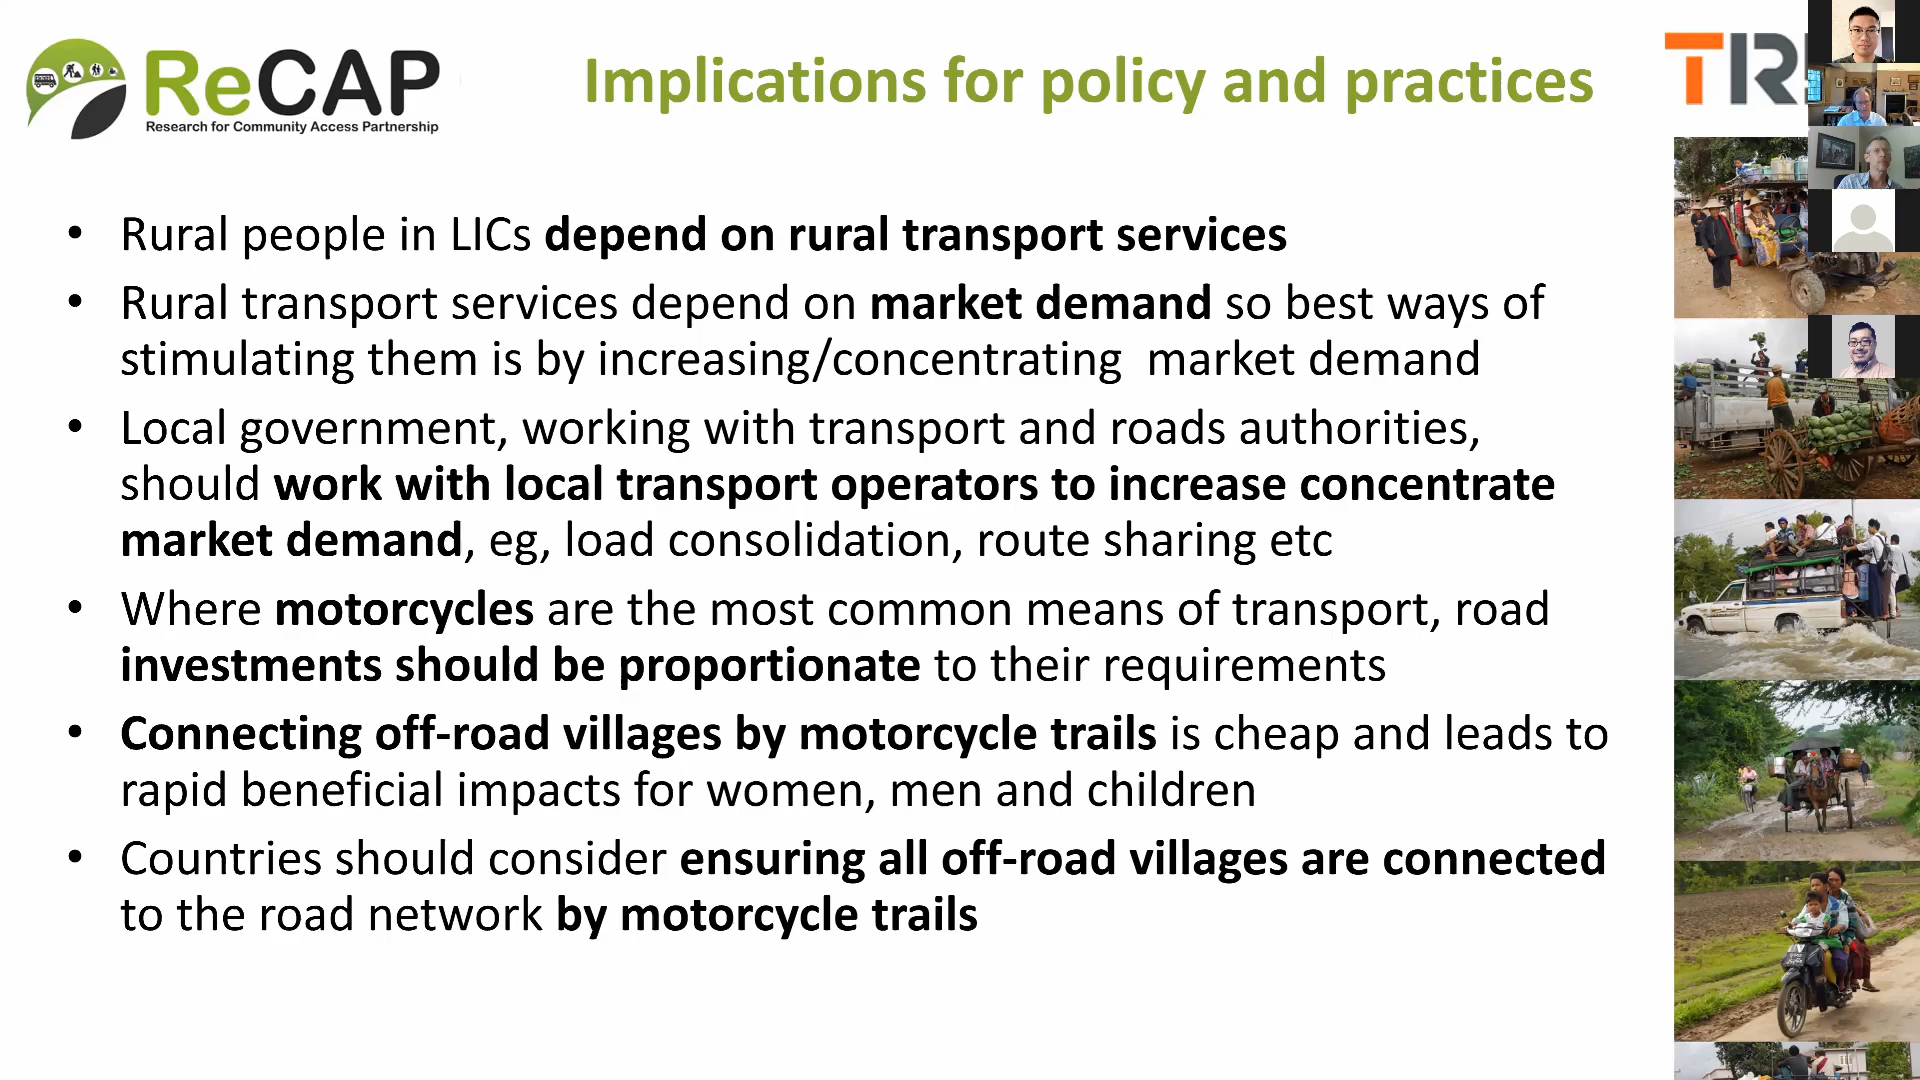 ReCAP
Research for Community Access Partnership
Implications for policy and practices
• Rural people in LICs depend on rural transport services
• Rural transport services depend on market demand so best ways of
stimulating them is by increasing/concentrating market demand
• Local government, working with transport and roads authorities,
should work with local transport operators to increase concentrate
market demand, eg, load consolidation, route sharing etc
• Where motorcycles are the most common means of transport, road
investments should be proportionate to their requirements
• Connecting off-road villages by motorcycle trails is cheap and leads to
rapid beneficial impacts for women, men and children
• Countries should consider ensuring all off-road villages are connected
to the road network by motorcycle trails